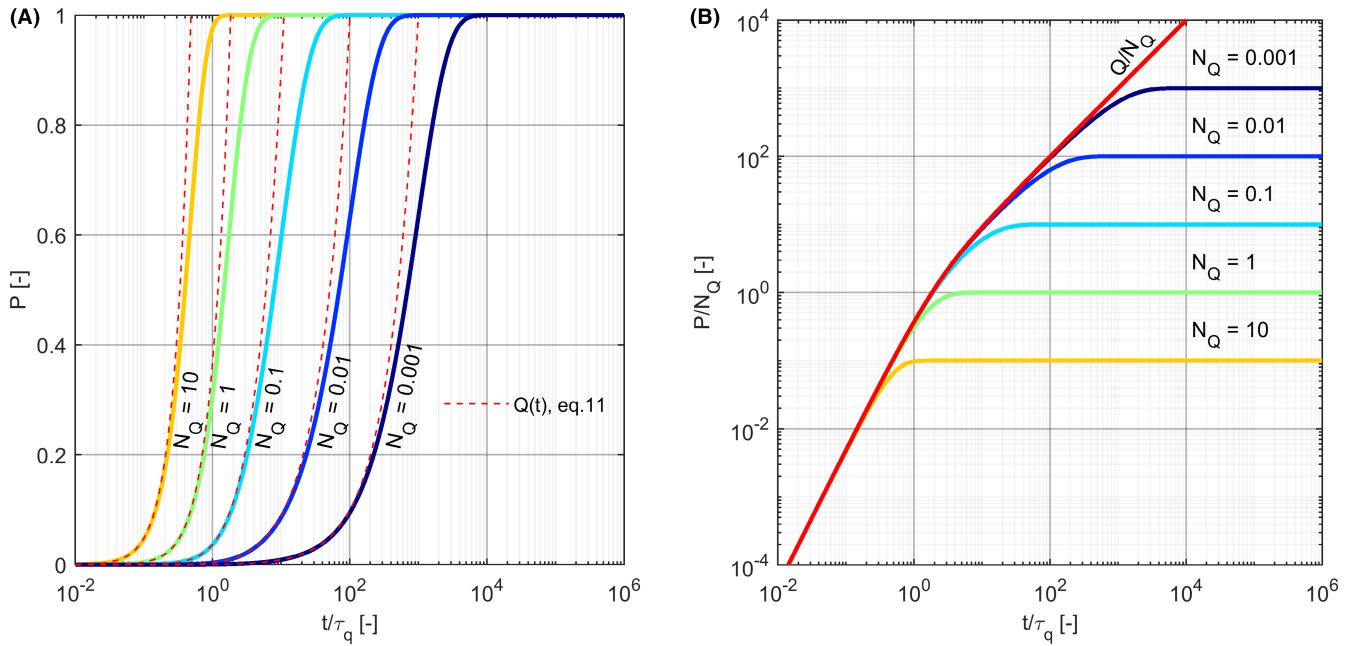 (A)
P [-]
1
0.8
0.6
0.4
0.2
0
N_Q = 10
N_Q = 1
N_Q = 0.1
N_Q = 0.01
N_Q = 0.001
Q(t), eq.11
10^-2
10^0
10^2
10^4
10^6
t/τ_q [-]
(B)
P/N_Q [-]
10^4
10^2
10^0
10^-2
10^-4
Q/N_Q
N_Q = 0.001
N_Q = 0.01
N_Q = 0.1
N_Q = 1
N_Q = 10
10^-2
10^0
10^2
10^4
10^6
t/τ_q [-]